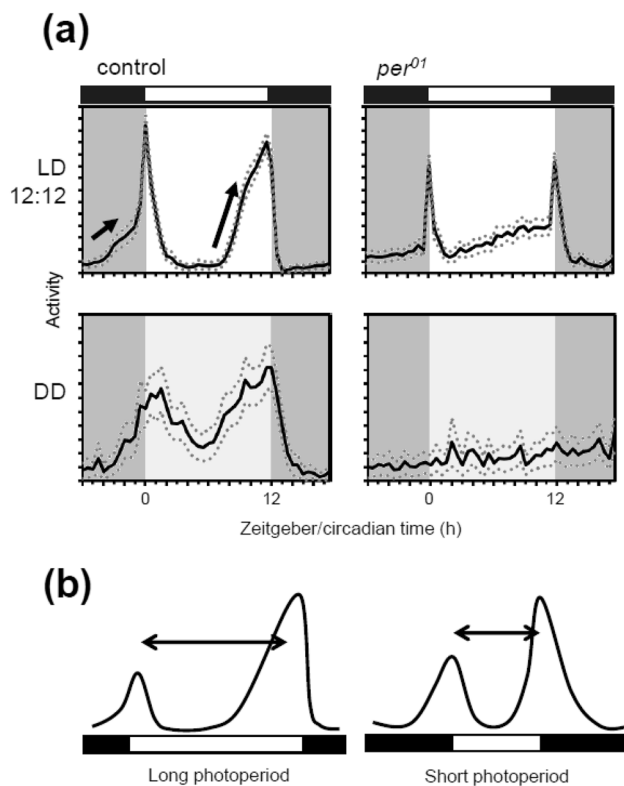 (a)
control
per⁰¹
LD
12:12
Activity
DD
0
12
0
12
Zeitgeber/circadian time (h)
(b)
Long photoperiod
Short photoperiod